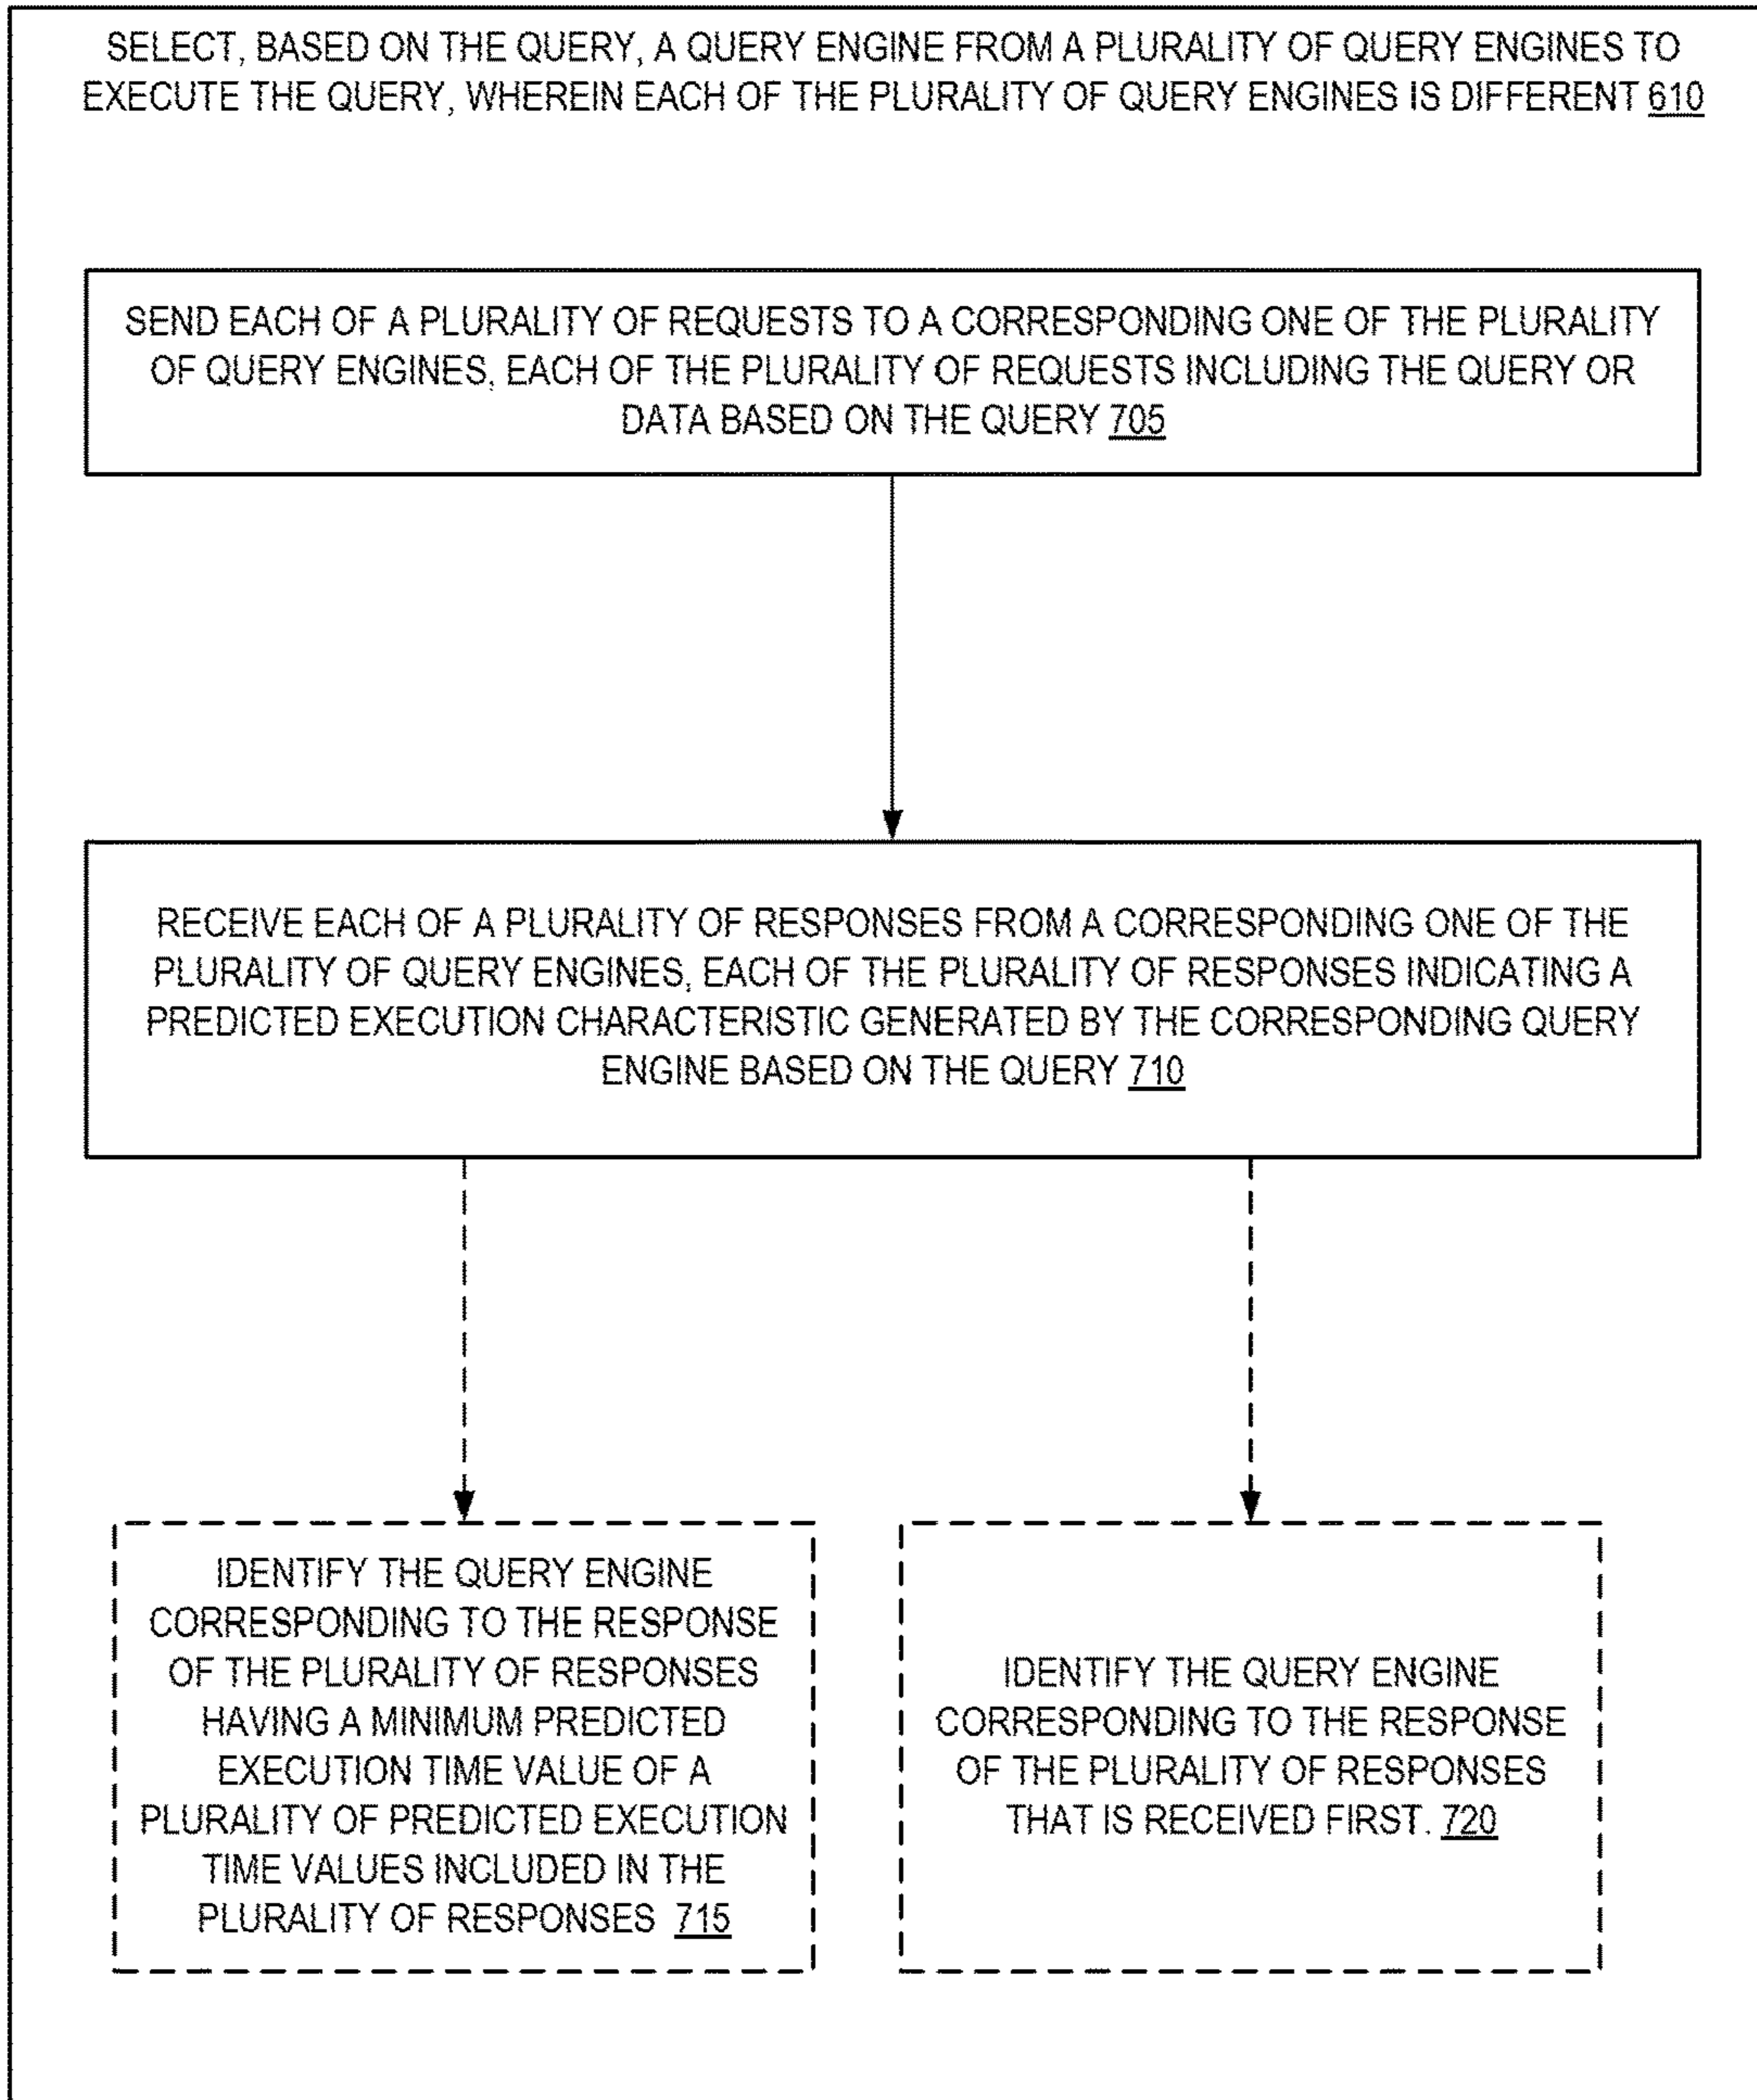 SELECT, BASED ON THE QUERY, A QUERY ENGINE FROM A PLURALITY OF QUERY ENGINES TO
EXECUTE THE QUERY, WHEREIN EACH OF THE PLURALITY OF QUERY ENGINES IS DIFFERENT 610
SEND EACH OF A PLURALITY OF REQUESTS TO A CORRESPONDING ONE OF THE PLURALITY
OF QUERY ENGINES, EACH OF THE PLURALITY OF REQUESTS INCLUDING THE QUERY OR
DATA BASED ON THE QUERY 705
RECEIVE EACH OF A PLURALITY OF RESPONSES FROM A CORRESPONDING ONE OF THE
PLURALITY OF QUERY ENGINES, EACH OF THE PLURALITY OF RESPONSES INDICATING A
PREDICTED EXECUTION CHARACTERISTIC GENERATED BY THE CORRESPONDING QUERY
ENGINE BASED ON THE QUERY 710
IDENTIFY THE QUERY ENGINE
CORRESPONDING TO THE RESPONSE
OF THE PLURALITY OF RESPONSES
HAVING A MINIMUM PREDICTED
EXECUTION TIME VALUE OF A
PLURALITY OF PREDICTED EXECUTION
TIME VALUES INCLUDED IN THE
PLURALITY OF RESPONSES 715
IDENTIFY THE QUERY ENGINE
CORRESPONDING TO THE RESPONSE
OF THE PLURALITY OF RESPONSES
THAT IS RECEIVED FIRST. 720